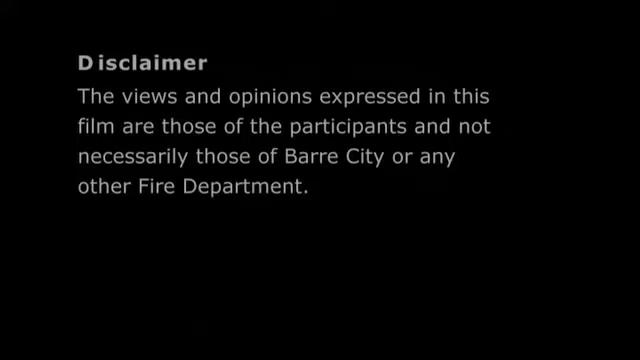 Disclaimer
The views and opinions expressed in this
film are those of the participants and not
necessarily those of Barre City or any
other Fire Department.